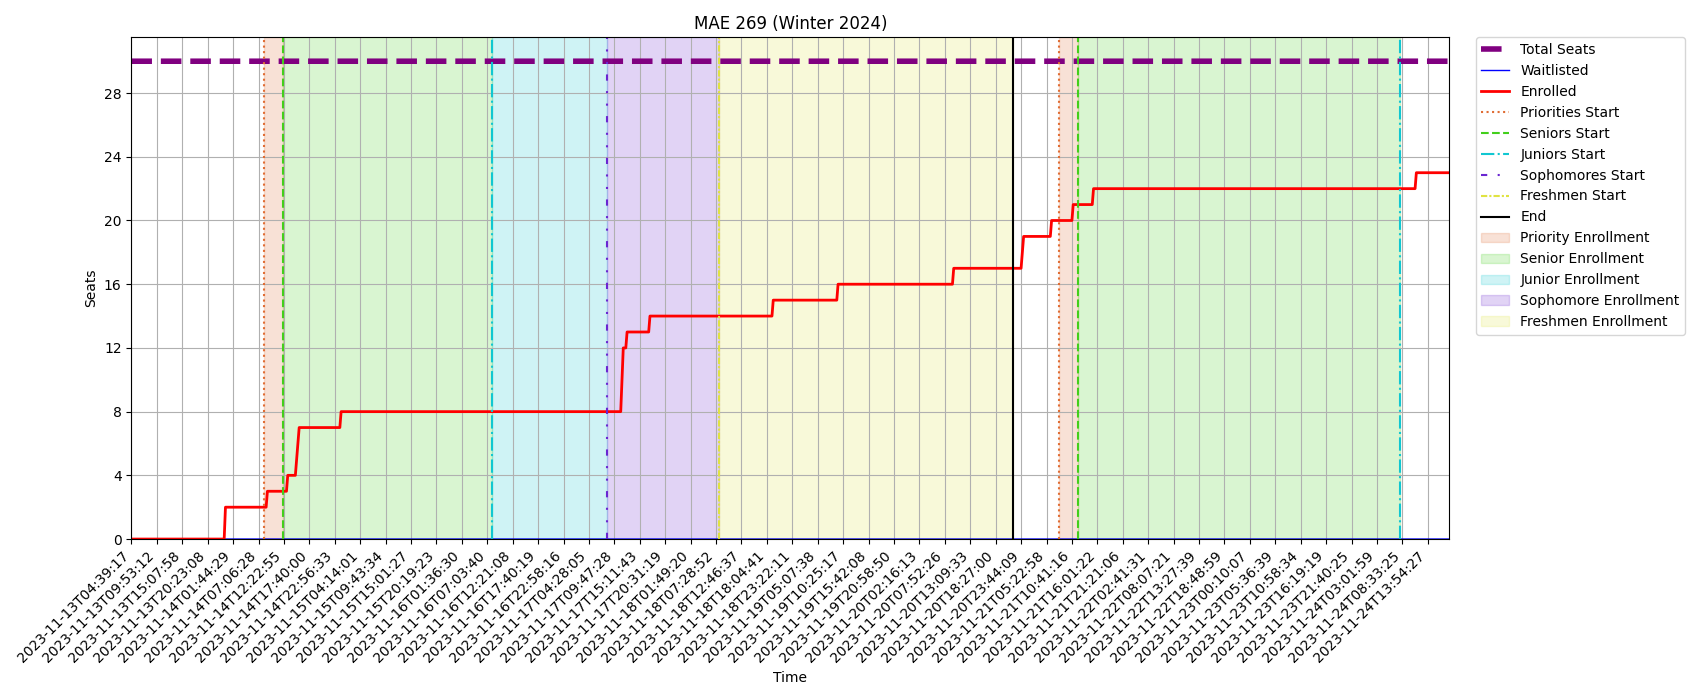 MAE 269 (Winter 2024)
Total Seats
Waitlisted
Enrolled
Priorities Start
Seniors Start
Juniors Start
Sophomores Start
Freshmen Start
End
Priority Enrollment
Senior Enrollment
Junior Enrollment
Sophomore Enrollment
Freshmen Enrollment
Seats
28
24
20
16
12
8
4
0
2023-11-13T04:39:17
2023-11-13T09:53:12
2023-11-13T15:07:58
2023-11-13T20:23:08
2023-11-14T01:44:29
2023-11-14T07:06:28
2023-11-14T12:22:55
2023-11-14T17:40:00
2023-11-14T22:56:33
2023-11-15T04:14:01
2023-11-15T09:43:34
2023-11-15T15:01:27
2023-11-15T20:19:23
2023-11-16T01:36:30
2023-11-16T07:03:40
2023-11-16T12:21:08
2023-11-16T17:40:19
2023-11-16T22:58:16
2023-11-17T04:28:05
2023-11-17T09:47:28
2023-11-17T15:11:43
2023-11-17T20:31:19
2023-11-18T01:49:20
2023-11-18T07:28:52
2023-11-18T12:46:37
2023-11-18T18:04:41
2023-11-18T23:22:11
2023-11-19T05:07:38
2023-11-19T10:25:17
2023-11-19T15:42:08
2023-11-19T20:58:50
2023-11-20T02:16:13
2023-11-20T07:52:26
2023-11-20T13:09:33
2023-11-20T18:27:00
2023-11-20T23:44:09
2023-11-21T05:22:58
2023-11-21T10:41:16
2023-11-21T16:01:22
2023-11-21T21:21:06
2023-11-22T02:41:31
2023-11-22T08:07:21
2023-11-22T13:27:39
2023-11-22T18:48:59
2023-11-23T00:10:07
2023-11-23T05:36:39
2023-11-23T10:58:34
2023-11-23T16:19:19
2023-11-23T21:40:25
2023-11-24T03:01:59
2023-11-24T08:33:25
2023-11-24T13:54:27
Time